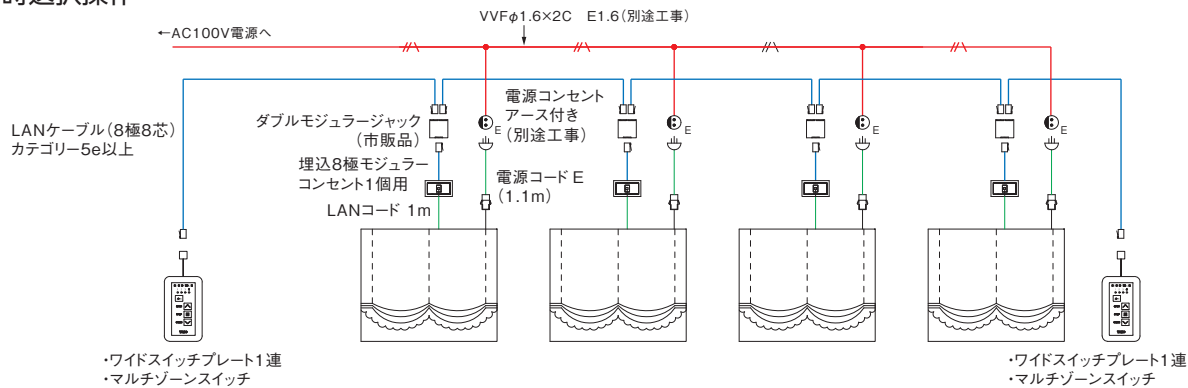 時選択操作
VVFφ1.6×2C E1.6(別途工事)
←AC100V電源へ
LANケーブル(8極8芯)
カテゴリー5e以上
ダブルモジュラージャック
(市販品)
電源コンセント
アース付き
(別途工事)
E
E
E
E
埋込8極モジュラー
コンセント1個用
電源コードE
(1.1m)
LANコード 1m
・ワイドスイッチプレート1連
・マルチゾーンスイッチ
・ワイドスイッチプレート1連
・マルチゾーンスイッチ